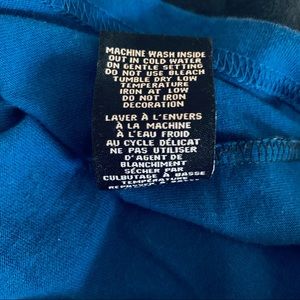 MACHINE WASH INSIDE
OUT IN COLD WATER
ON GENTLE SETTING
DO NOT USE BLEACH
TUMBLE DRY LOW
TEMPERATURE
IRON AT LOW
DO NOT IRON
DECORATION
LAVER À L'ENVERS
À LA MACHINE
À L'EAU FROID
AU CYCLE DÉLICAT
NE PAS UTILISER
D'AGENT DE
BLANCHIMENT
SÉCHER PAR
CULBUTAGE À BASSE
TEMPÉRATURE